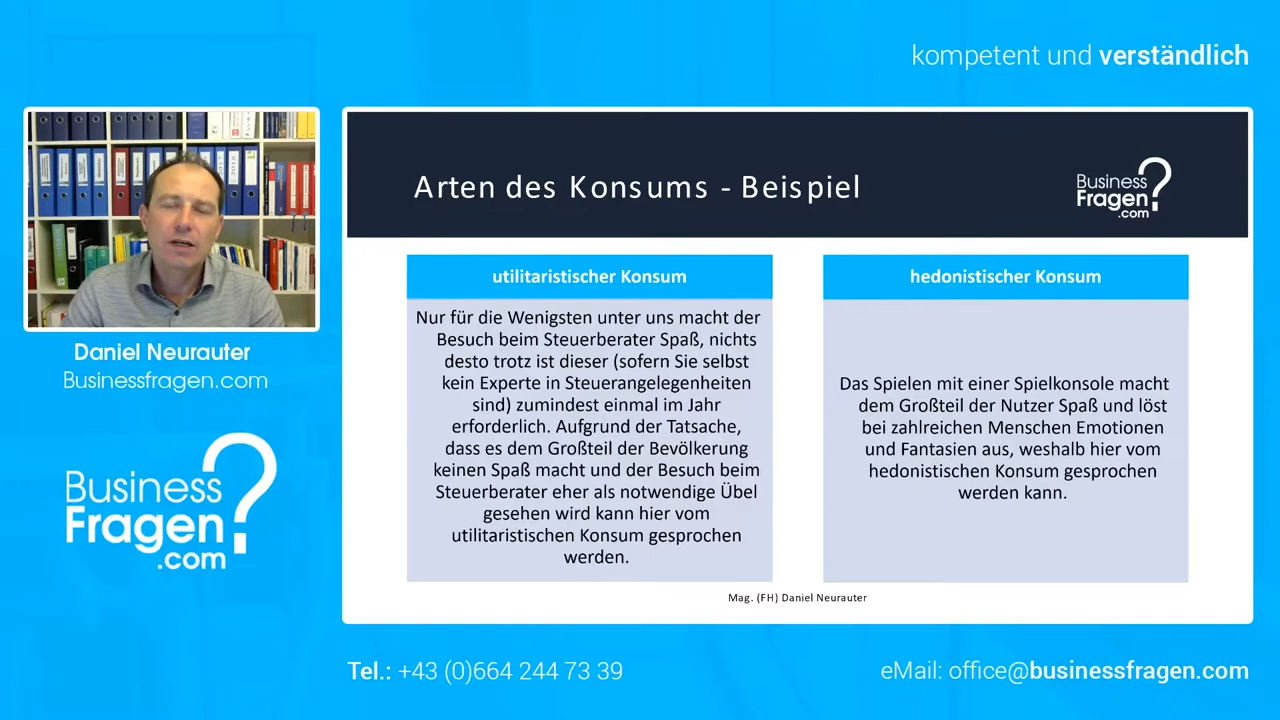 kompetent und verständlich
Arten des Konsums - Beispiel
Business
Fragen
.com
?
utilitaristischer Konsum
Nur für die Wenigsten unter uns macht der
Besuch beim Steuerberater Spaß, nichts
desto trotz ist dieser (sofern Sie selbst
kein Experte in Steuerangelegenheiten
sind) zumindest einmal im Jahr
erforderlich. Aufgrund der Tatsache,
dass es dem Großteil der Bevölkerung
keinen Spaß macht und der Besuch beim
Steuerberater eher als notwendige Übel
gesehen wird kann hier vom
utilitaristischen Konsum gesprochen
werden.
hedonistischer Konsum
Das Spielen mit einer Spielkonsole macht
dem Großteil der Nutzer Spaß und löst
bei zahlreichen Menschen Emotionen
und Fantasien aus, weshalb hier vom
hedonistischen Konsum gesprochen
werden kann.
Mag. (FH) Daniel Neurauter
Daniel Neurauter
Businessfragen.com
Business
Fragen
.com
?
Tel.: +43 (0)664 244 73 39
eMail: office@businessfragen.com